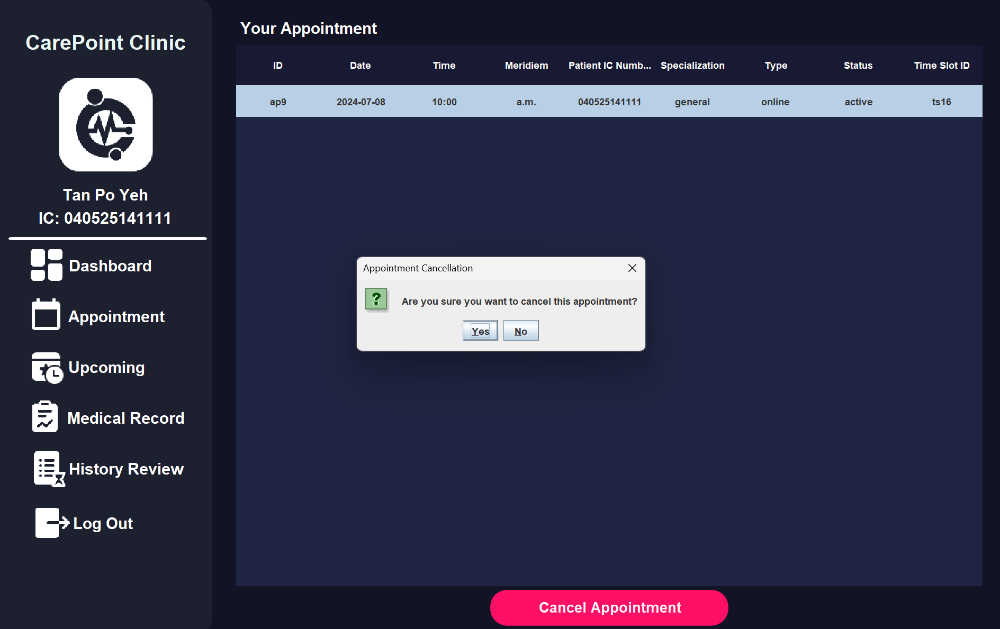 CarePoint Clinic
Tan Po Yeh
IC: 040525141111
Dashboard
Appointment
Upcoming
Medical Record
History Review
Log Out
Your Appointment
ID Date Time Meridiem Patient IC Numb... Specialization Type Status Time Slot ID
ap9 2024-07-08 10:00 a.m. 040525141111 general online active ts16
Appointment Cancellation
?
Are you sure you want to cancel this appointment?
Yes No
Cancel Appointment